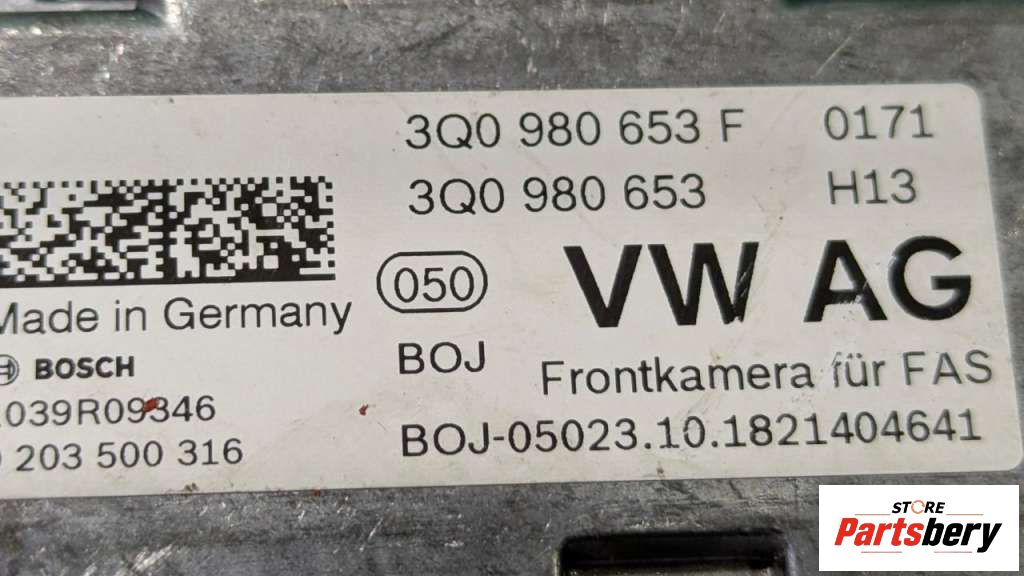 3Q0 980 653 F 0171
3Q0 980 653 H13
050
VW AG
Made in Germany
BOSCH
BOJ
Frontkamera für FAS
039R09346
203 500 316
BOJ-05023.10.1821404641
STORE
Partsbery